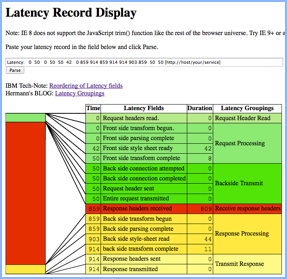 Latency Record Display
Note: IE 8 does not support the JavaScript trim() function like the rest of the browser universe. Try IE 9+ or a
Paste your latency record in the field below and click Parse.
Latency: 0 50 0 50 50 42 0 859 914 859 914 914 903 859 50 50 [http://host/your/service]
Parse
IBM Tech-Note: Reordering of Latency fields
Hermann's BLOG: Latency Groupings
Time Latency Fields Duration Latency Groupings
0 Request headers read. 0 Request Header Read
0 Front side transform begun. 0
0 Front side parsing complete 0
42 Front side style sheet ready 42
50 Front side transform complete 8
Request Processing
50 Back side connection attempted 0
50 Back side connection completed 0
50 Request header sent 0
50 Entire request transmitted 0
Backside Transmit
859 Response headers received 809 Receive response headers
859 Back side transform begun 0
859 Back side parsing complete 0
903 Back side style-sheet read 44
914 back side transform complete 11
Response Processing
914 Response headers sent 0
914 Response transmitted 0
Transmit Response